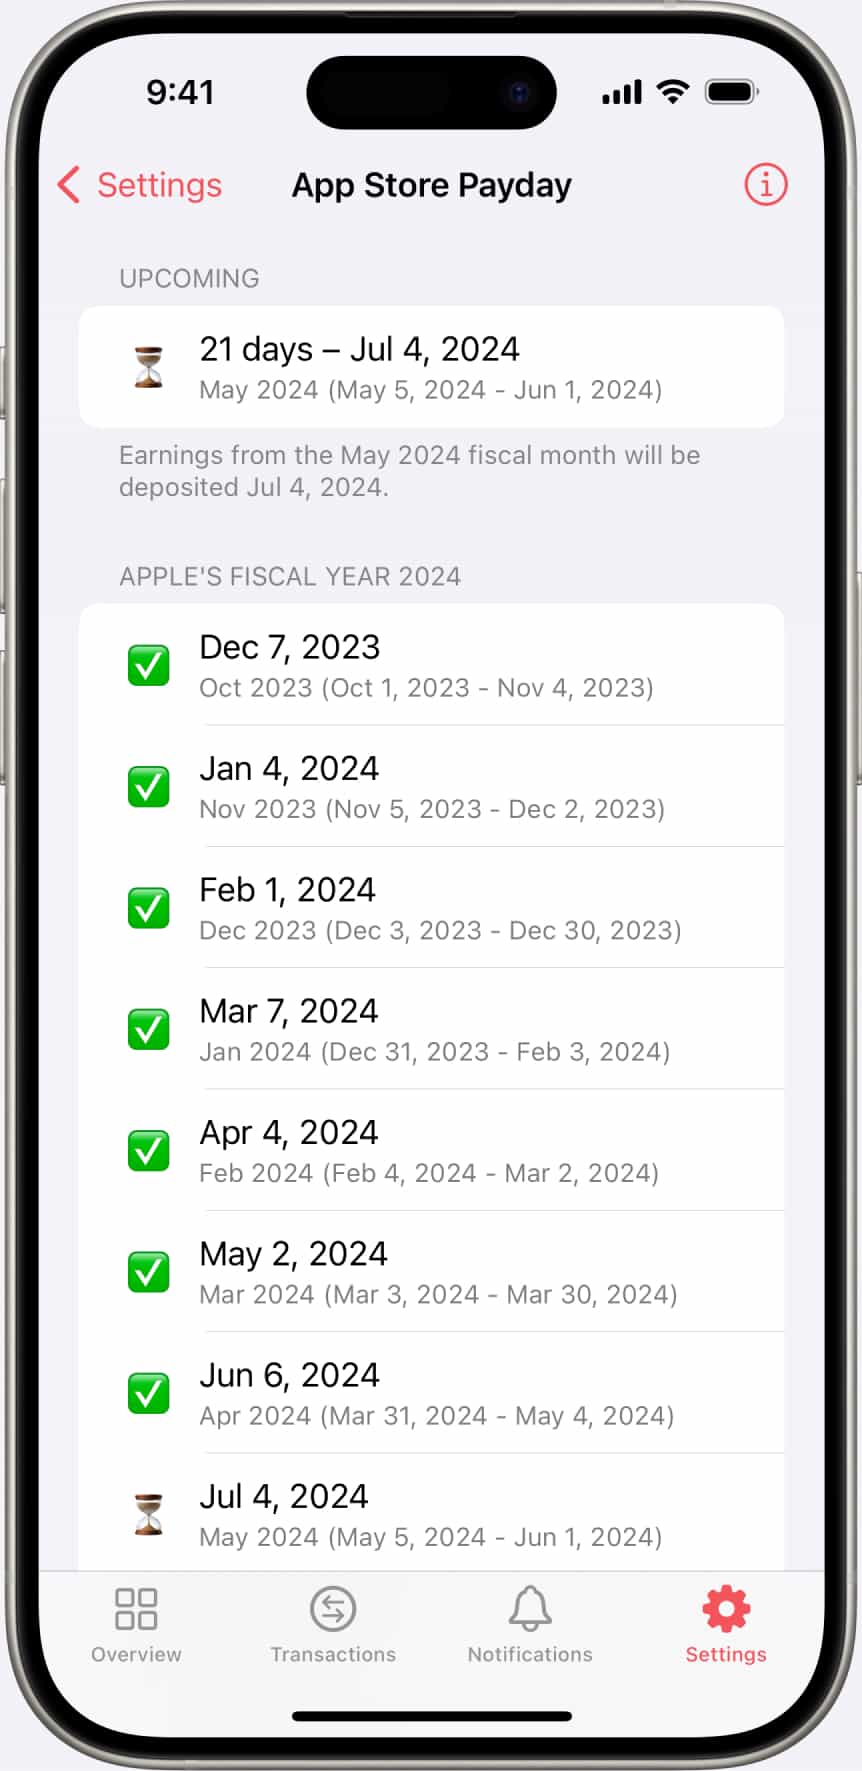 9:41
Settings
App Store Payday
UPCOMING
21 days – Jul 4, 2024
May 2024 (May 5, 2024 - Jun 1, 2024)
Earnings from the May 2024 fiscal month will be
deposited Jul 4, 2024.
APPLE'S FISCAL YEAR 2024
Dec 7, 2023
Oct 2023 (Oct 1, 2023 - Nov 4, 2023)
Jan 4, 2024
Nov 2023 (Nov 5, 2023 - Dec 2, 2023)
Feb 1, 2024
Dec 2023 (Dec 3, 2023 - Dec 30, 2023)
Mar 7, 2024
Jan 2024 (Dec 31, 2023 - Feb 3, 2024)
Apr 4, 2024
Feb 2024 (Feb 4, 2024 - Mar 2, 2024)
May 2, 2024
Mar 2024 (Mar 3, 2024 - Mar 30, 2024)
Jun 6, 2024
Apr 2024 (Mar 31, 2024 - May 4, 2024)
Jul 4, 2024
May 2024 (May 5, 2024 - Jun 1, 2024)
Overview
Transactions
Notifications
Settings